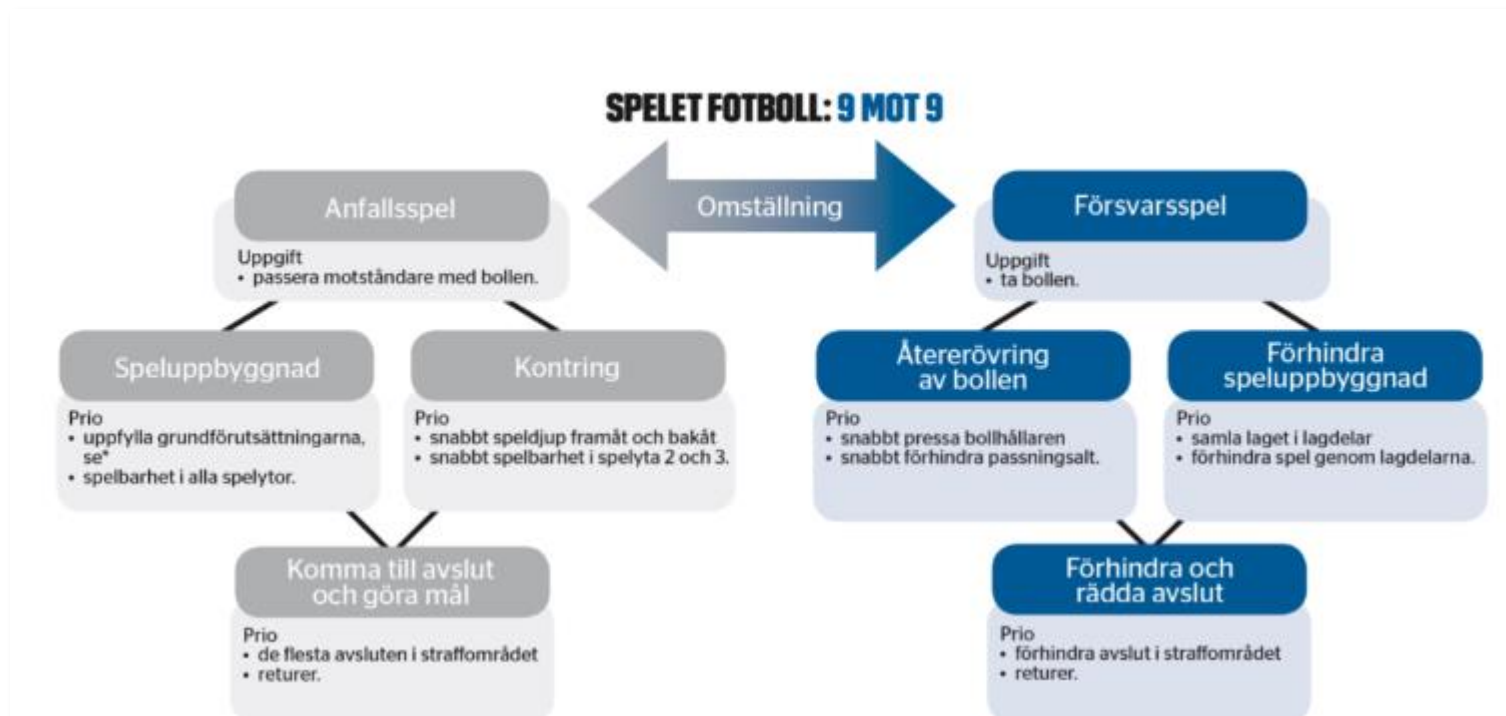 SPELET FOTBOLL: 9 MOT 9
Omställning
Anfallsspel
Uppgift
• passera motståndare med bollen.
Speluppbyggnad
Prio
• uppfylla grundförutsättningarna,
se*
• spelbarhet i alla spelytor.
Kontring
Prio
• snabbt speldjup framåt och bakåt
• snabbt spelbarhet i spelyta 2 och 3.
Komma till avslut
och göra mål
Prio
• de flesta avsluten i straffområdet
• returer.
Försvarsspel
Uppgift
• ta bollen.
Återerövring
av bollen
Prio
• snabbt pressa bollhållaren
• snabbt förhindra passningsalt.
Förhindra
speluppbyggnad
Prio
• samla laget i lagdelar
• förhindra spel genom lagdelarna.
Förhindra och
rädda avslut
Prio
• förhindra avslut i straffområdet
• returer.